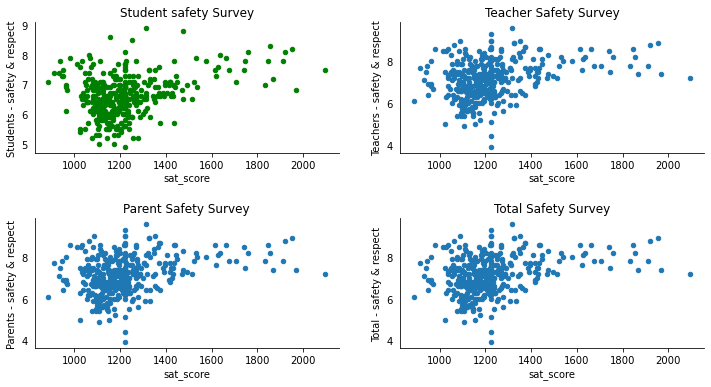 Student safety Survey
Students - safety & respect
9
8
7
6
5
1000 1200 1400 1600 1800 2000
sat_score
Teacher Safety Survey
Teachers - safety & respect
8
6
4
1000 1200 1400 1600 1800 2000
sat_score
Parent Safety Survey
Parents - safety & respect
8
6
4
1000 1200 1400 1600 1800 2000
sat_score
Total Safety Survey
Total - safety & respect
8
6
4
1000 1200 1400 1600 1800 2000
sat_score